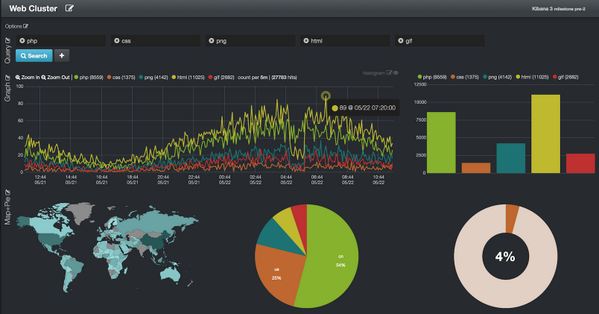 Web Cluster
Kibana 3 milestone pre-2
Options
Query
php
css
png
html
gif
Search
+
Graph
Zoom In Zoom Out | php (8559) css (1375) png (4142) html (11025) gif (2682) count per 5m | (27783 hits)
Histogram
100
80
60
40
20
0
89 @ 05/22 07:20:00
12:44 14:44 16:44 18:44 20:44 22:44 00:44 02:44 04:44 06:44 08:44 10:44
05/21 05/21 05/21 05/21 05/21 05/21 05/22 05/22 05/22 05/22 05/22 05/22
php (8559) css (1375) png (4142) html (11025) gif (2682)
12500
10000
7500
5000
2500
0
Map+Pie
cn
54%
us
25%
4%